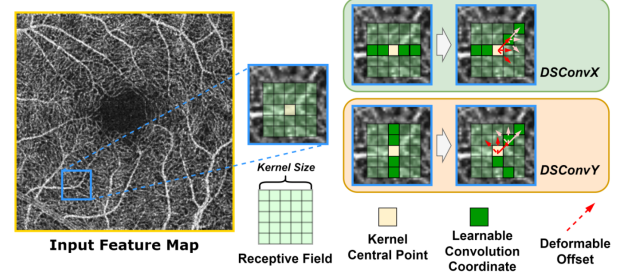 DSConvX
Kernel Size
DSConvY
Input Feature Map
Receptive Field
Kernel
Central Point
Learnable
Convolution
Coordinate
Deformable
Offset